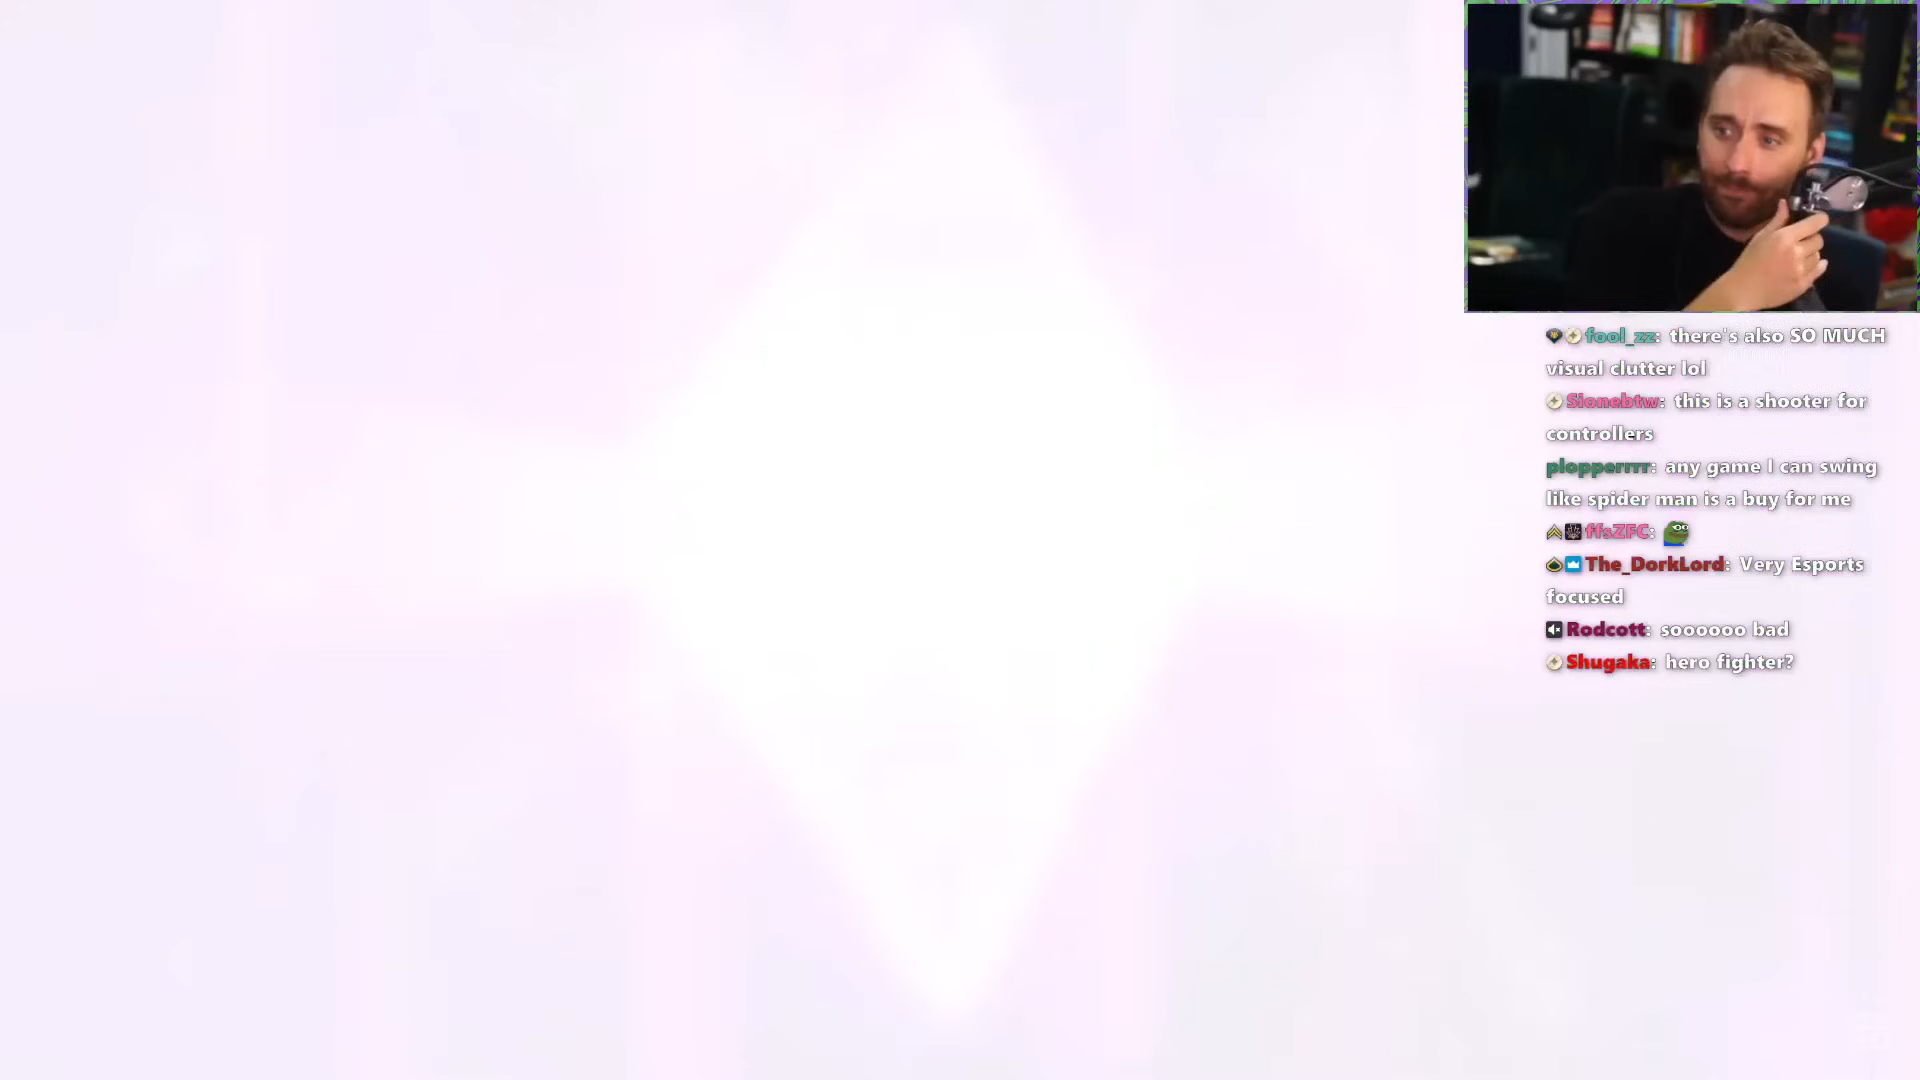 fool_zz: there's also SO MUCH
visual clutter lol
Sionebtw: this is a shooter for
controllers
plopperrrr: any game I can swing
like spider man is a buy for me
ffsZFC:
The_DorkLord: Very Esports
focused
Rodcott: soooooo bad
Shugaka: hero fighter?